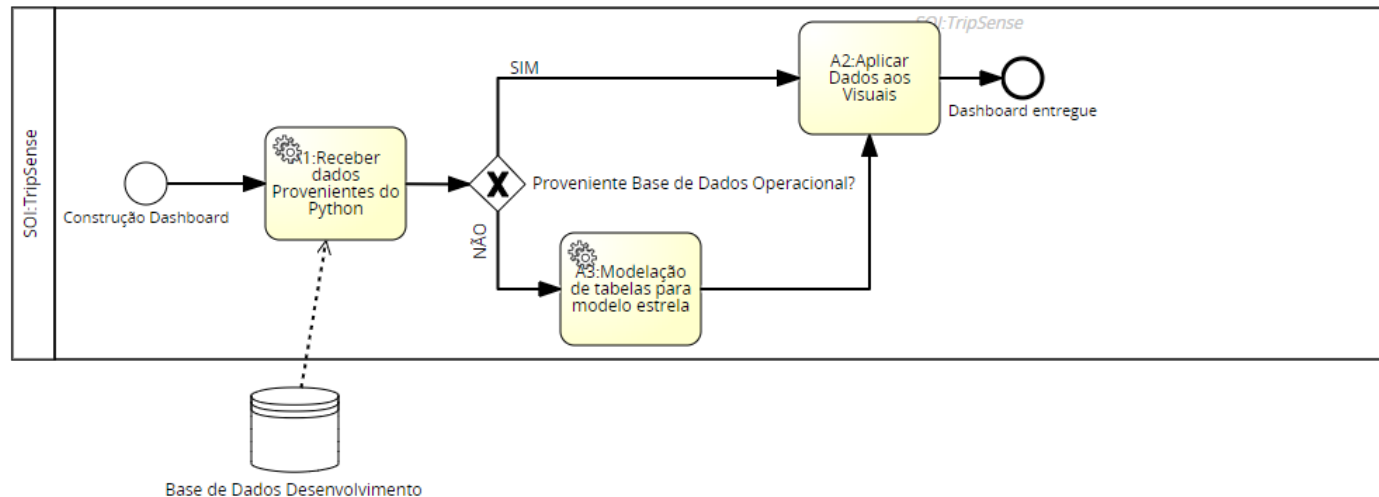 SOI:TripSense
SOI:TripSense
SIM
A2:Aplicar
Dados aos
Visuais
Dashboard entregue
A1:Receber
dados
Provenientes do
Python
Construção Dashboard
Proveniente Base de Dados Operacional?
NÃO
A3:Modelação
de tabelas para
modelo estrela
Base de Dados Desenvolvimento